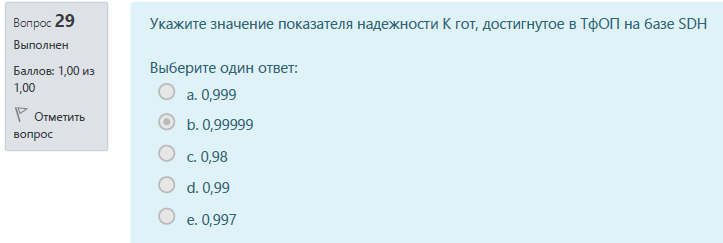 Вопрос 29
Выполнен
Баллов: 1,00 из
1,00
Отметить
вопрос
Укажите значение показателя надежности К гот, достигнутое в ТфОП на базе SDH
Выберите один ответ:
a. 0,999
b. 0,99999
c. 0,98
d. 0,99
e. 0,997